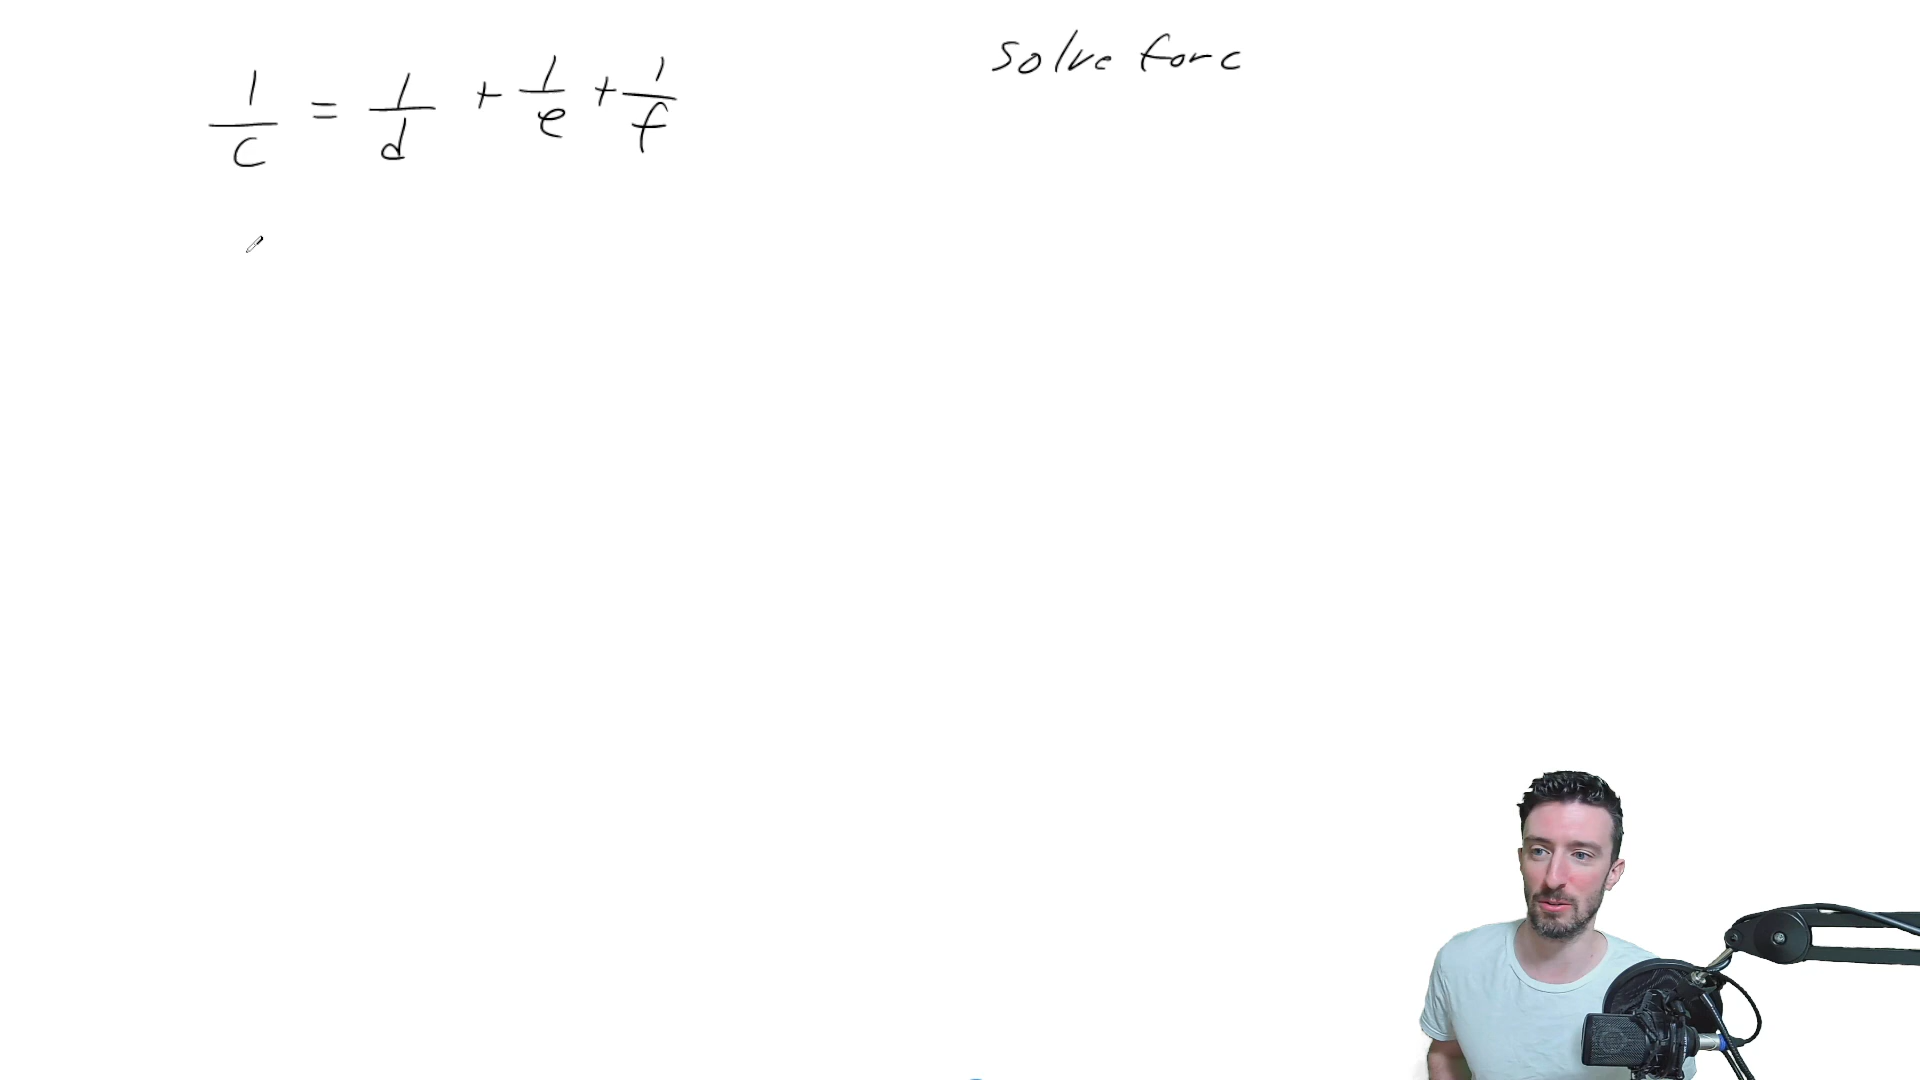 1/c = 1/d + 1/e + 1/f
solve for c